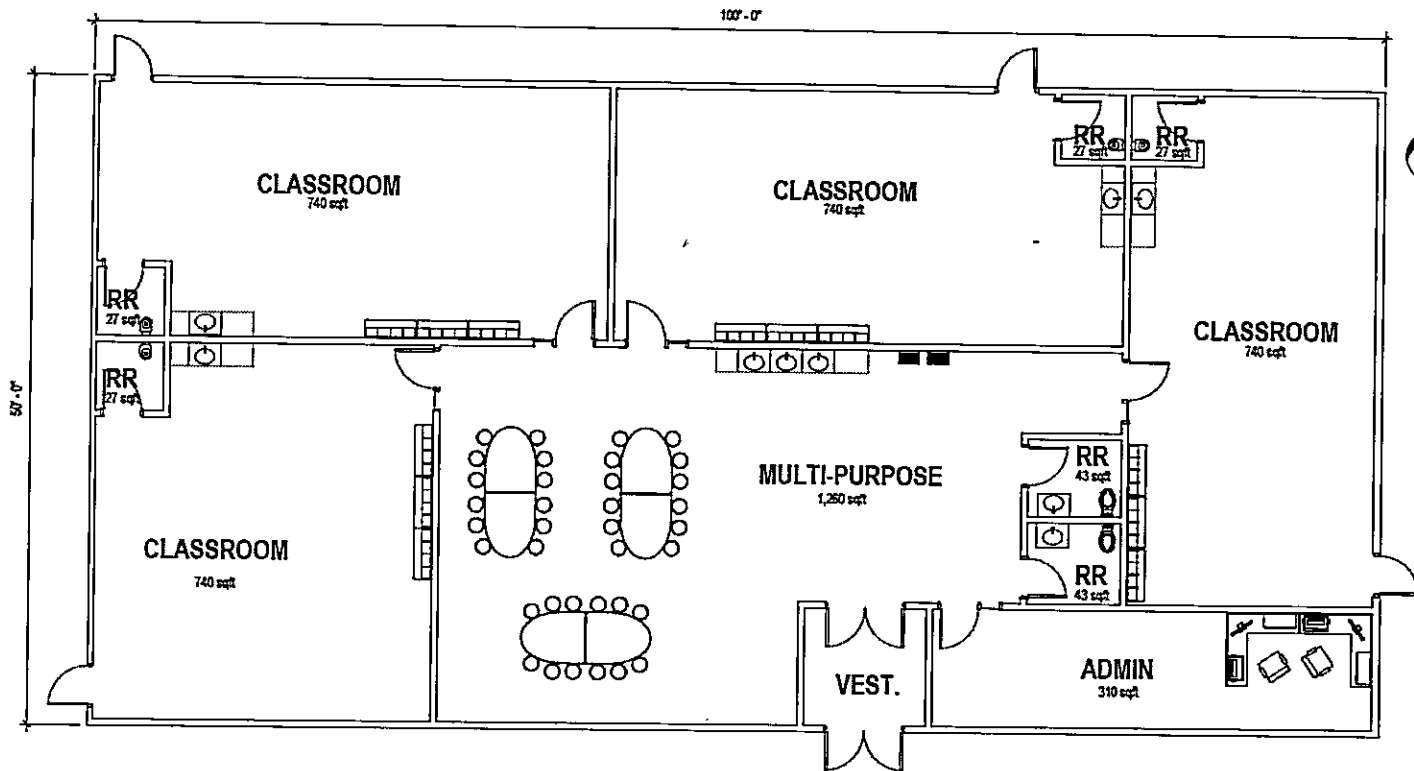 100'-0"
50'-0"
CLASSROOM
740 sqft
CLASSROOM
740 sqft
RR
27 sqft
RR
27 sqft
RR
27 sqft
RR
27 sqft
CLASSROOM
740 sqft
CLASSROOM
740 sqft
MULTI-PURPOSE
1,260 sqft
RR
43 sqft
RR
43 sqft
VEST.
ADMIN
310 sqft